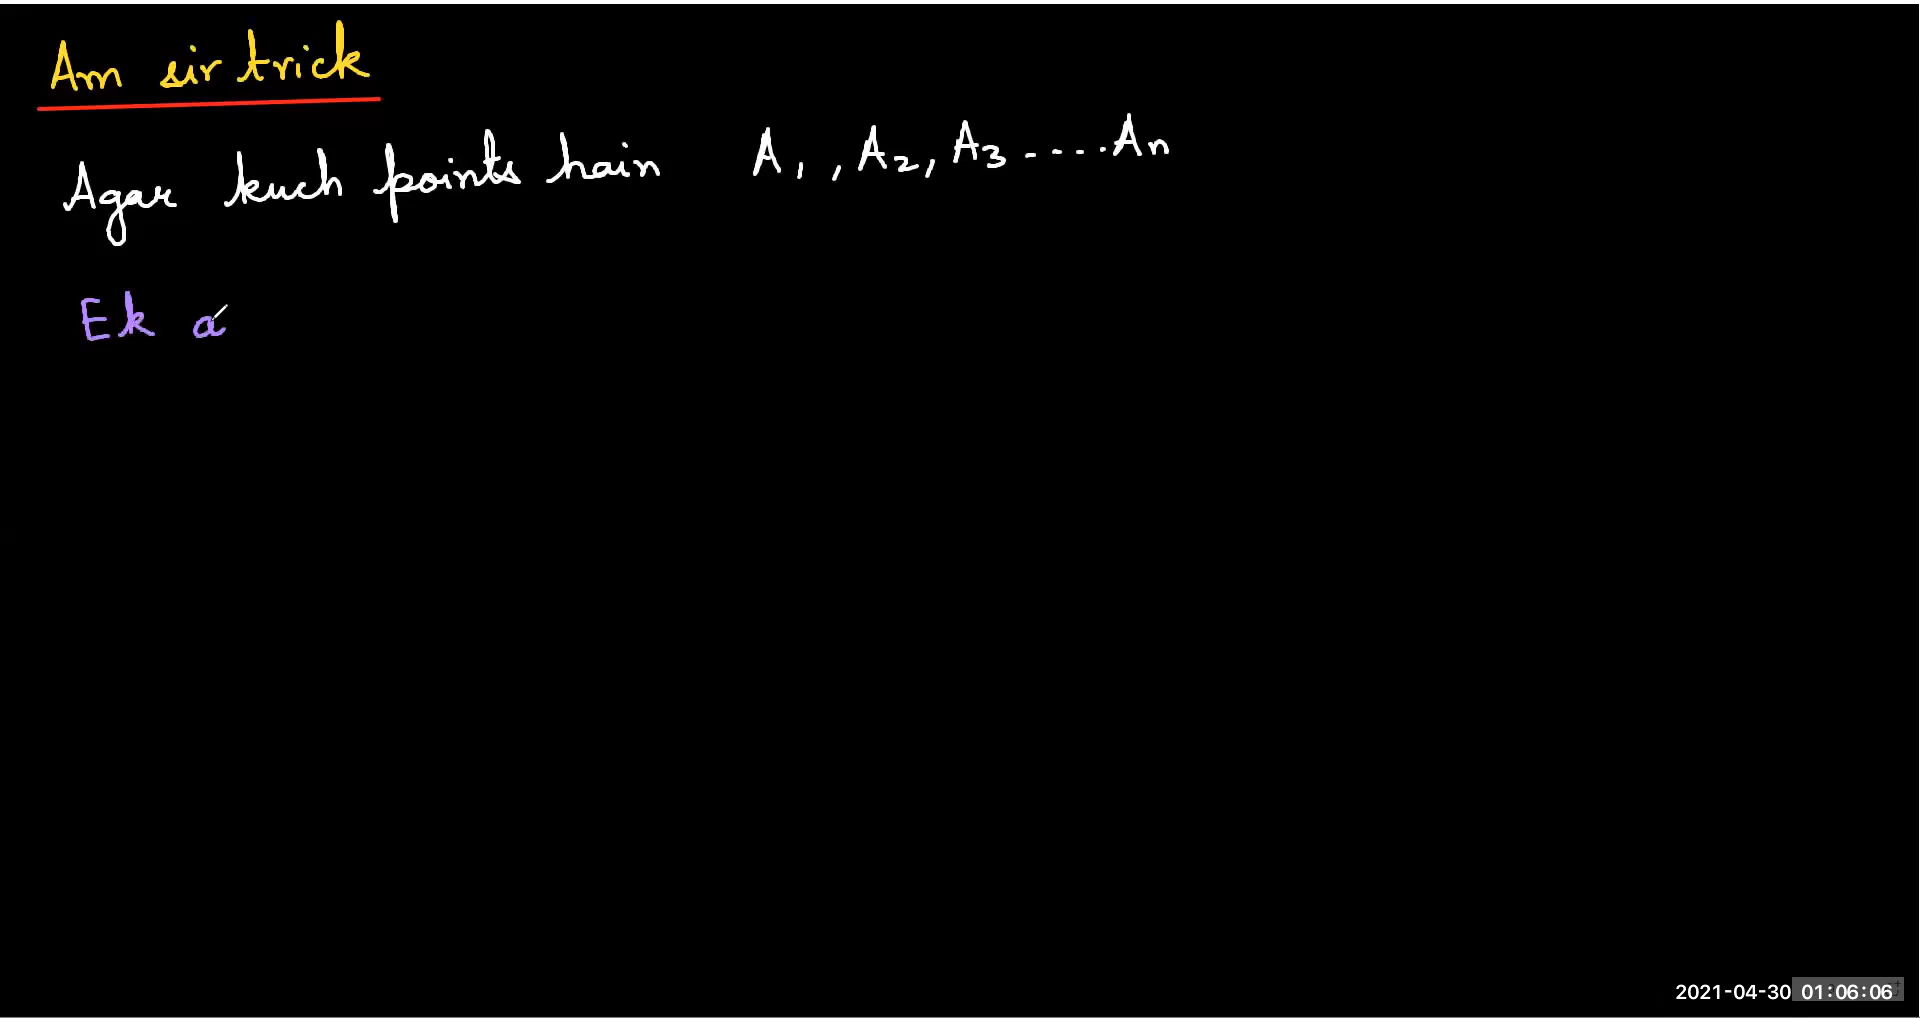 Am sir trick
Agar kuch points hain A1, A2, A3 ..... An
Ek a
2021-04-30 01:06:06